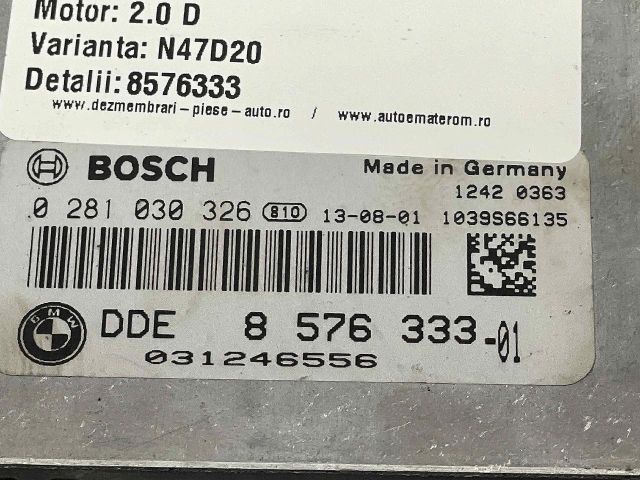 Motor: 2.0 D
Varianta: N47D20
Detalii: 8576333
www.dezmembrari-piese-auto.ro / www.autoematerom.ro
BOSCH Made in Germany
1242 0363
0 281 030 326 810 13-08-01 1039S66135
BMW DDE 8 576 333-01
031246556